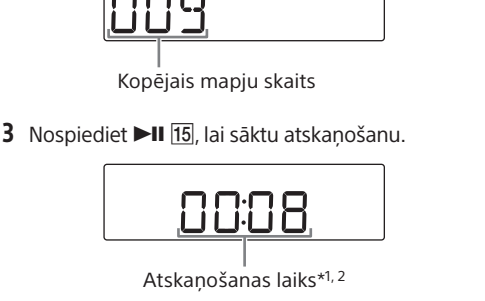 009
Kopējais mapju skaits
3 Nospiediet ►II 15, lai sāktu atskaņošanu.
00:08
Atskaņošanas laiks*1, 2